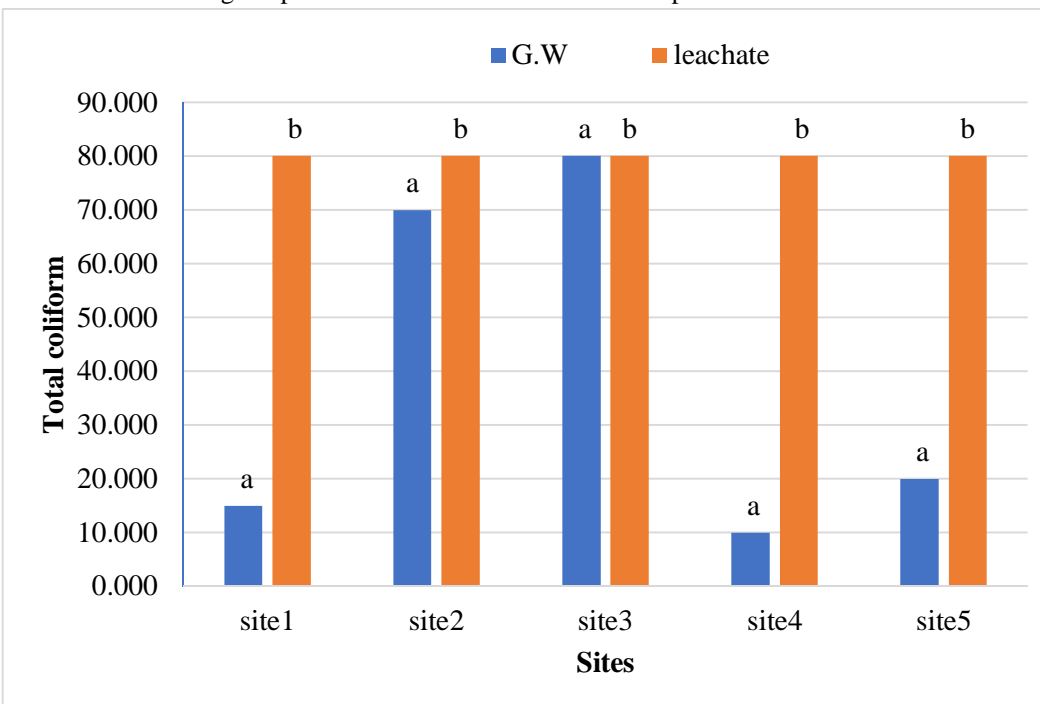 G.W leachate
90.000
80.000
70.000
60.000
50.000
40.000
30.000
20.000
10.000
0.000
Total coliform
a b a b a b a b a b
site1 site2 site3 site4 site5
Sites